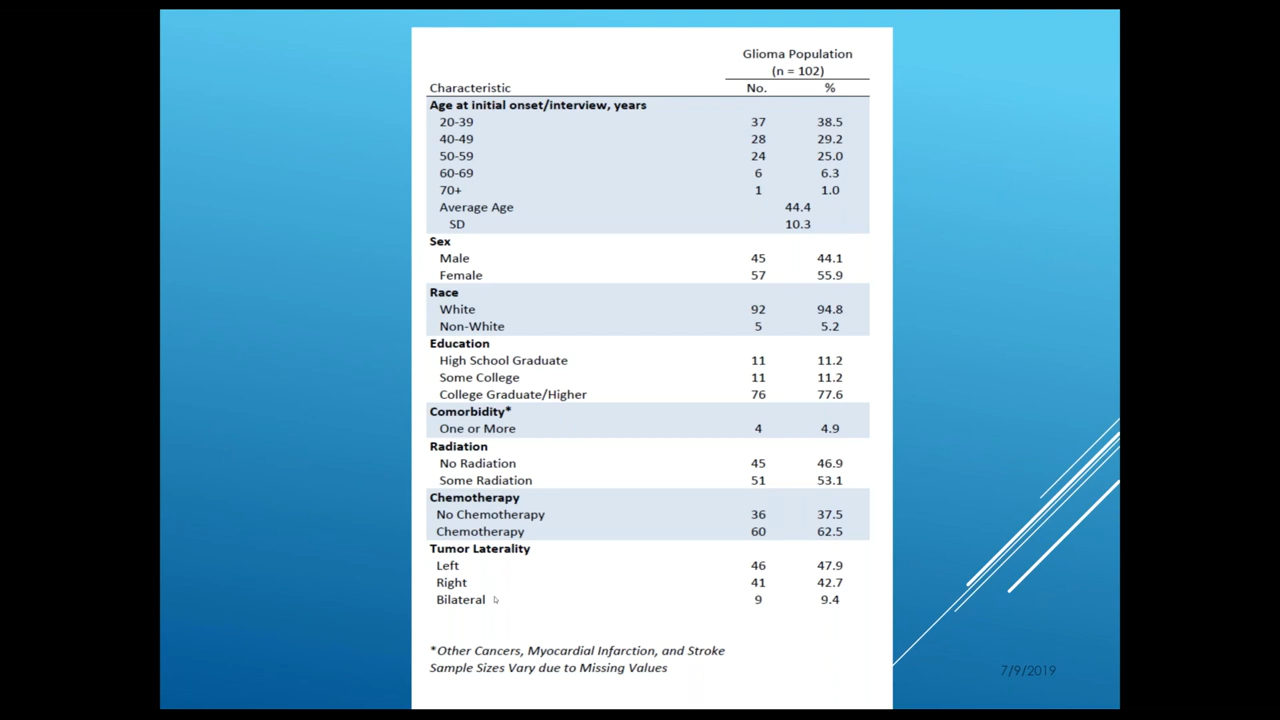 Glioma Population
(n = 102)
Characteristic No. %
Age at initial onset/interview, years
20-39 37 38.5
40-49 28 29.2
50-59 24 25.0
60-69 6 6.3
70+ 1 1.0
Average Age 44.4
SD 10.3
Sex
Male 45 44.1
Female 57 55.9
Race
White 92 94.8
Non-White 5 5.2
Education
High School Graduate 11 11.2
Some College 11 11.2
College Graduate/Higher 76 77.6
Comorbidity*
One or More 4 4.9
Radiation
No Radiation 45 46.9
Some Radiation 51 53.1
Chemotherapy
No Chemotherapy 36 37.5
Chemotherapy 60 62.5
Tumor Laterality
Left 46 47.9
Right 41 42.7
Bilateral 9 9.4
*Other Cancers, Myocardial Infarction, and Stroke
Sample Sizes Vary due to Missing Values
7/9/2019